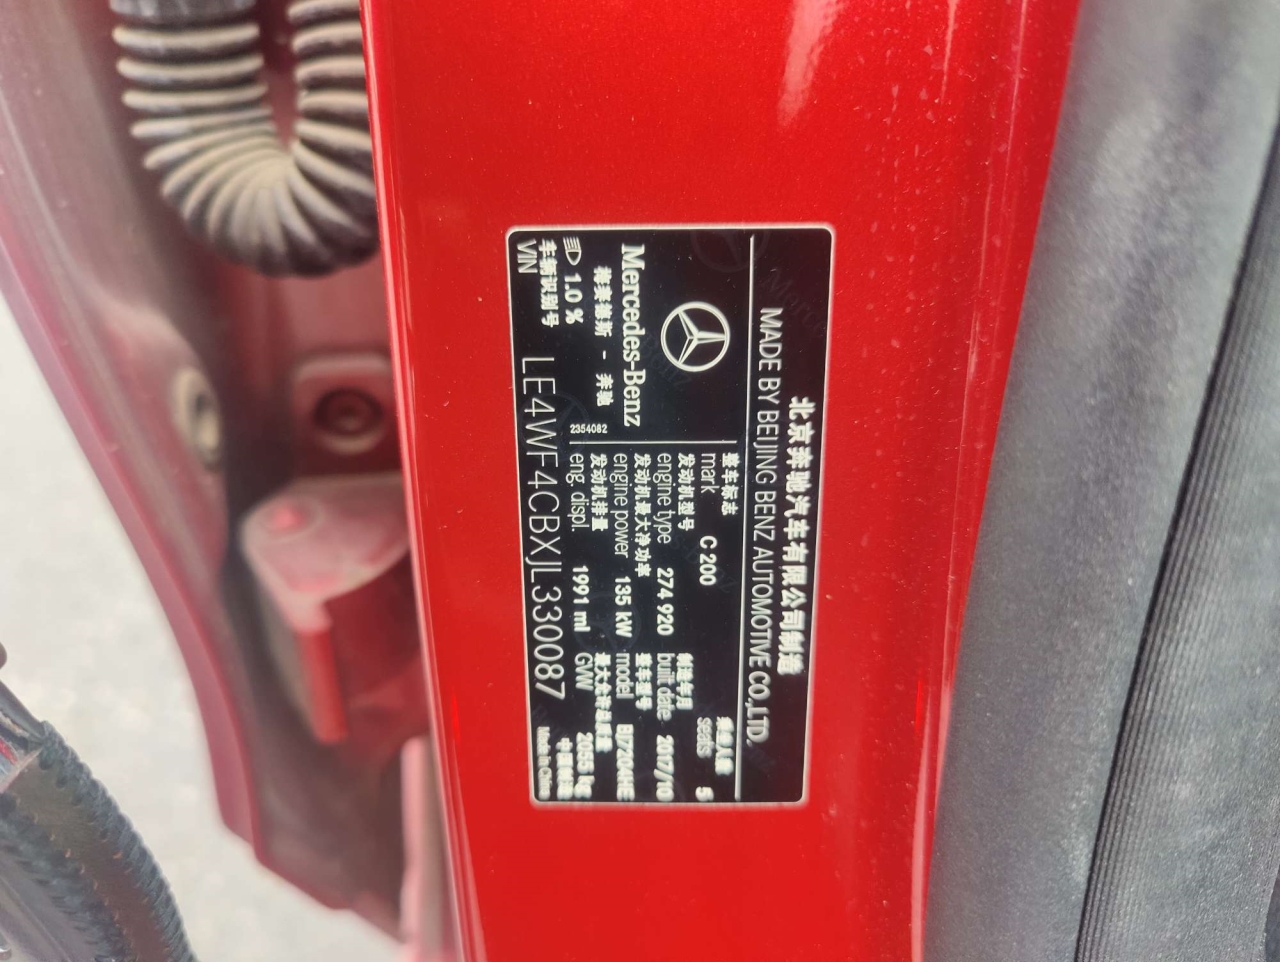 北京奔驰汽车有限公司制造
MADE BY BEIJING BENZ AUTOMOTIVE CO.,LTD.
Mercedes-Benz
梅赛德斯 - 奔驰
2354082
整车标志
mark C 200
乘坐人数
seats 5
发动机型号
engine type 274 920
制造年月
built date 2017/10
发动机最大净功率
engine power 135 kW
整车型号
model BJ7204HE
发动机排量
eng. displ. 1991 ml
最大允许总质量
GVW 2055 kg
1.0 %
车辆识别号
VIN LE4WF4CBXJL330087
中国制造
Made in China